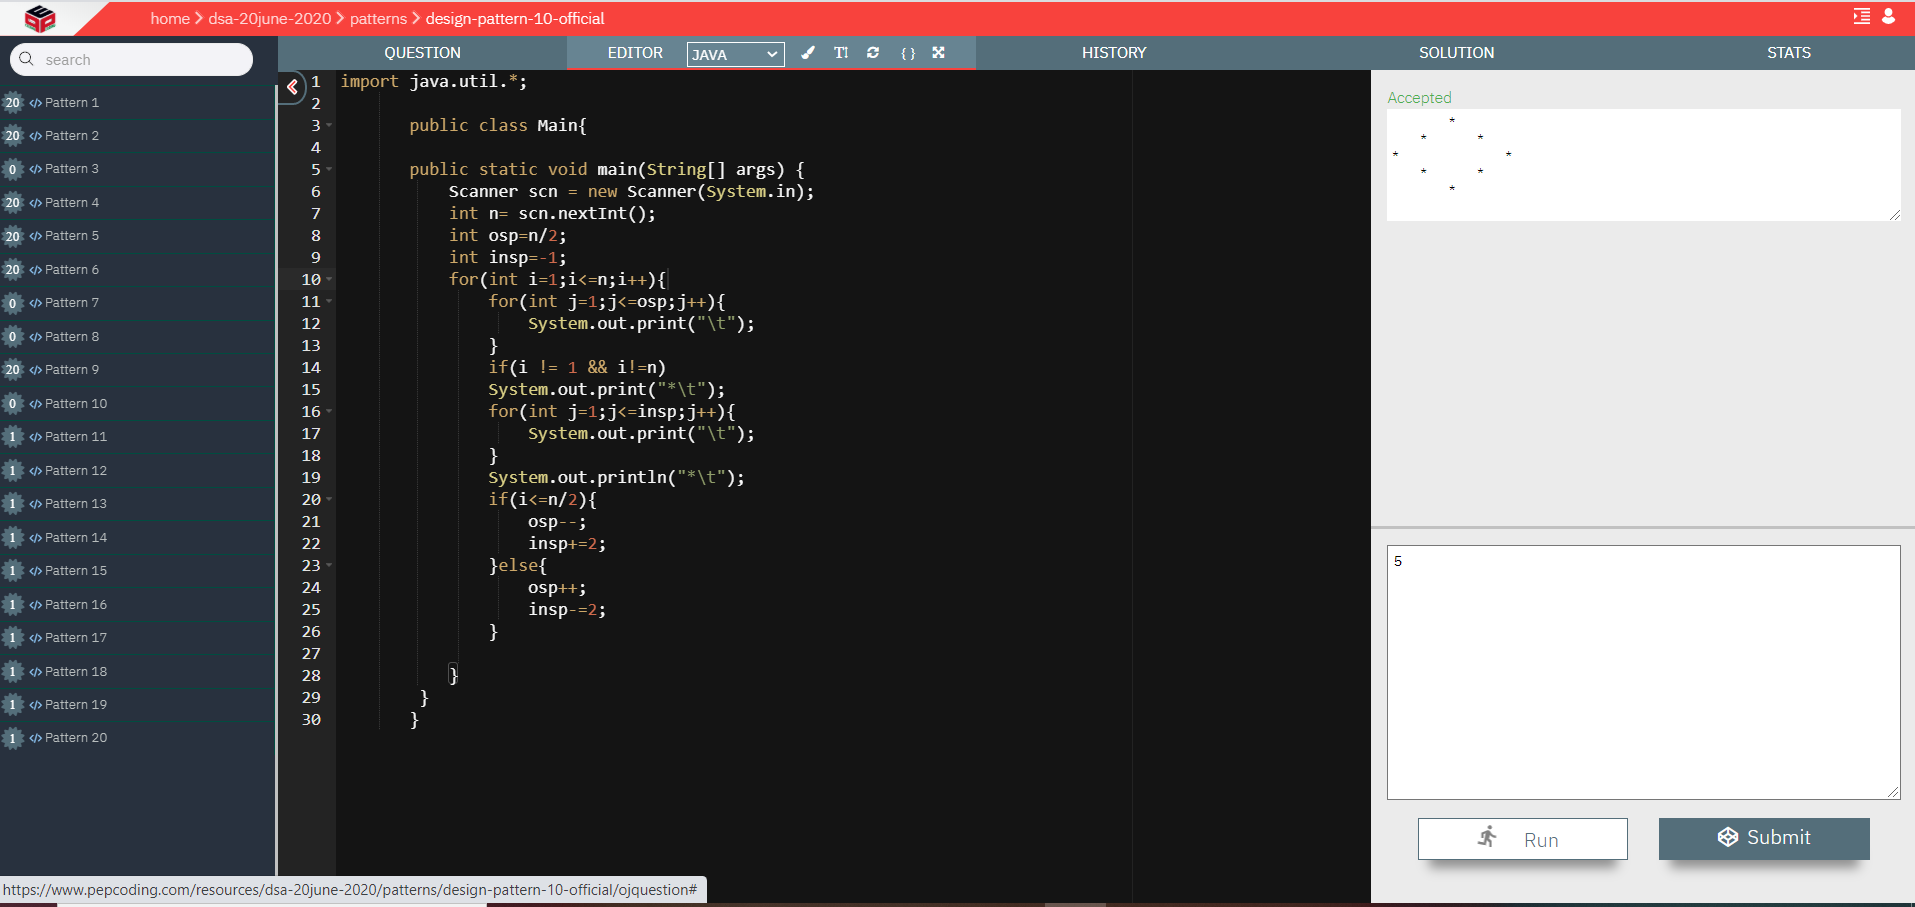 home > dsa-20june-2020 > patterns > design-pattern-10-official
search
QUESTION
EDITOR
JAVA
HISTORY
SOLUTION
STATS
20 </> Pattern 1
20 </> Pattern 2
0 </> Pattern 3
20 </> Pattern 4
20 </> Pattern 5
20 </> Pattern 6
0 </> Pattern 7
0 </> Pattern 8
20 </> Pattern 9
0 </> Pattern 10
1 </> Pattern 11
1 </> Pattern 12
1 </> Pattern 13
1 </> Pattern 14
1 </> Pattern 15
1 </> Pattern 16
1 </> Pattern 17
1 </> Pattern 18
1 </> Pattern 19
1 </> Pattern 20
1 import java.util.*;
2
3 public class Main{
4
5 public static void main(String[] args) {
6 Scanner scn = new Scanner(System.in);
7 int n= scn.nextInt();
8 int osp=n/2;
9 int insp=-1;
10 for(int i=1;i<=n;i++){
11 for(int j=1;j<=osp;j++){
12 System.out.print("\t");
13 }
14 if(i != 1 && i!=n)
15 System.out.print("*\t");
16 for(int j=1;j<=insp;j++){
17 System.out.print("\t");
18 }
19 System.out.println("*\t");
20 if(i<=n/2){
21 osp--;
22 insp+=2;
23 }else{
24 osp++;
25 insp-=2;
26 }
27
28 }
29 }
30 }
Accepted
*
* *
* *
* *
*
5
Run
Submit
https://www.pepcoding.com/resources/dsa-20june-2020/patterns/design-pattern-10-official/ojquestion#